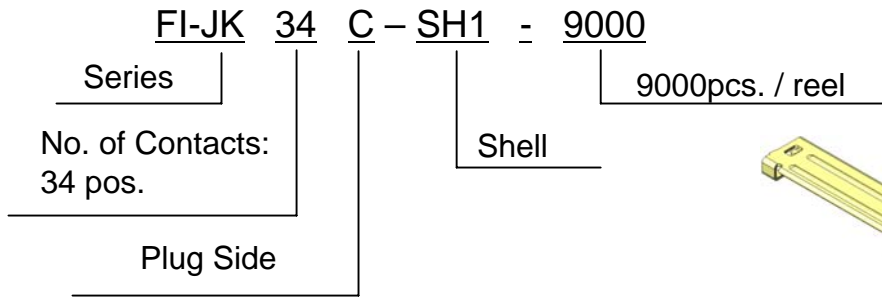 FI-JK 34 C – SH1 - 9000
Series
9000pcs. / reel
No. of Contacts:
34 pos.
Shell
Plug Side